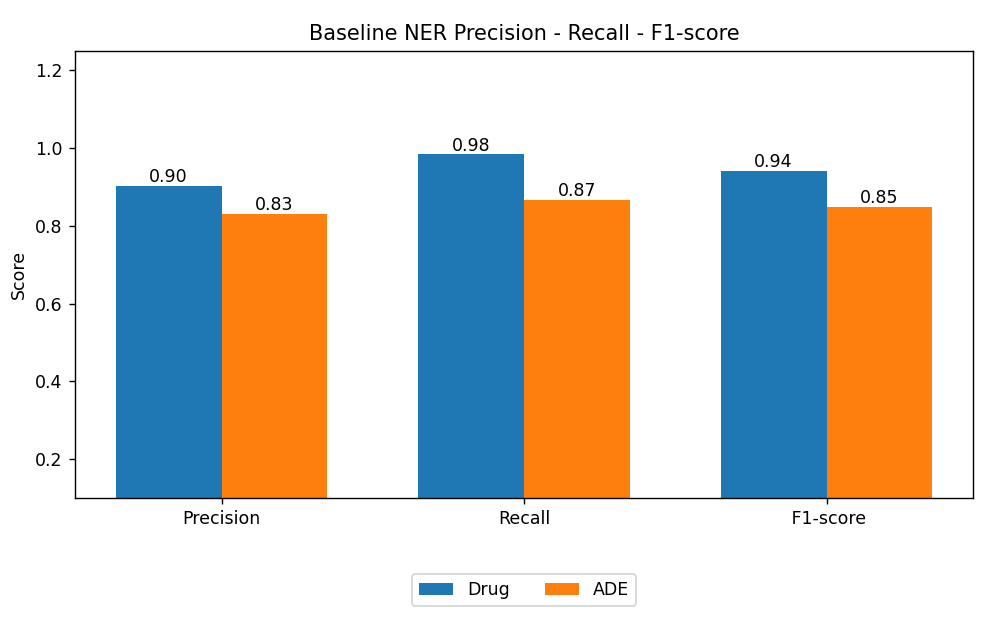 Baseline NER Precision - Recall - F1-score
1.2
1.0
0.8
0.6
0.4
0.2
Score
0.90
0.83
0.98
0.87
0.94
0.85
Precision
Recall
F1-score
Drug
ADE